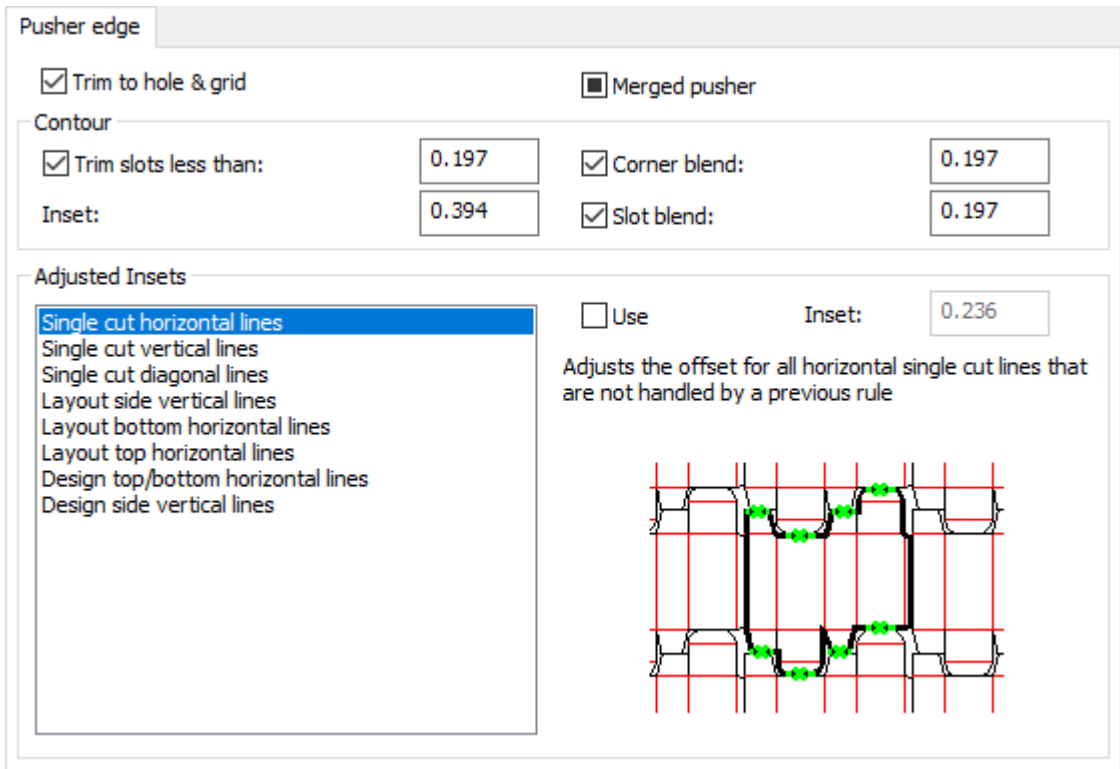 Pusher edge
Trim to hole & grid
Merged pusher
Contour
Trim slots less than: 0.197
Corner blend: 0.197
Inset: 0.394
Slot blend: 0.197
Adjusted Insets
Single cut horizontal lines
Single cut vertical lines
Single cut diagonal lines
Layout side vertical lines
Layout bottom horizontal lines
Layout top horizontal lines
Design top/bottom horizontal lines
Design side vertical lines
Use
Inset: 0.236
Adjusts the offset for all horizontal single cut lines that
are not handled by a previous rule